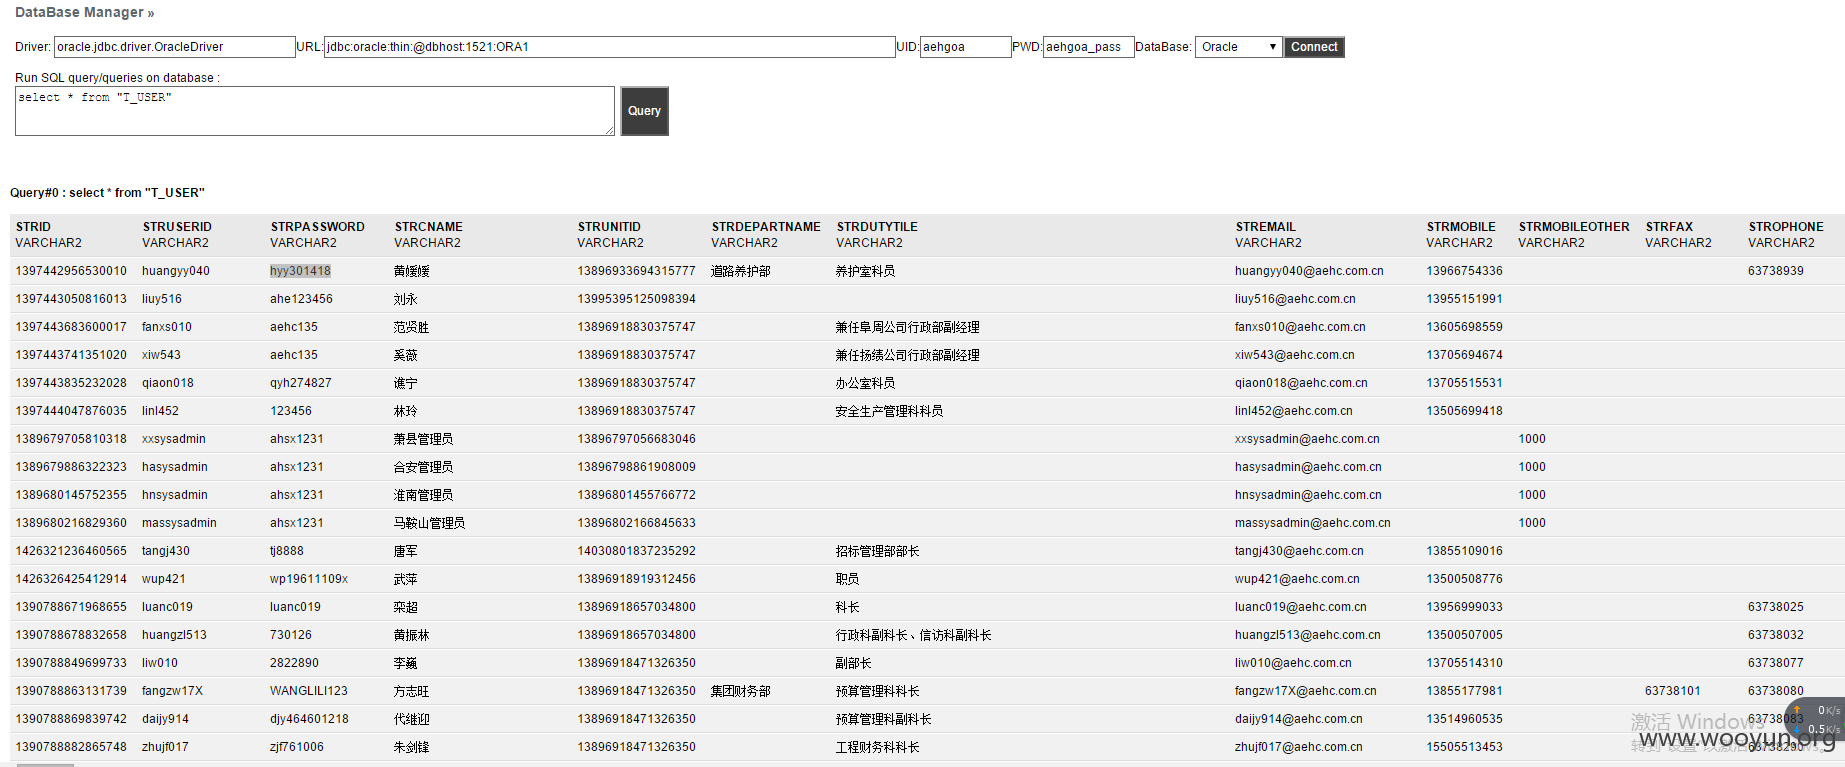 DataBase Manager »
Driver: oracle.jdbc.driver.OracleDriver URL: jdbc:oracle:thin:@dbhost:1521:ORA1 UID: aehgoa PWD: aehgoa_pass DataBase: Oracle Connect
Run SQL query/queries on database :
select * from "T_USER"
Query
Query#0 : select * from "T_USER"
STRID STRUSERID STRPASSWORD STRCNAME STRUNITID STRDEPARTNAME STRDUTYTILE STREMAIL STRMOBILE STRMOBILEOTHER STRFAX STROPHONE
VARCHAR2 VARCHAR2 VARCHAR2 VARCHAR2 VARCHAR2 VARCHAR2 VARCHAR2 VARCHAR2 VARCHAR2 VARCHAR2 VARCHAR2 VARCHAR2
1397442956530010 huangyy040 hyy301418 黄媛媛 13896933694315777 道路养护部 养护室科员 huangyy040@aehc.com.cn 13966754336 63738939
1397443050816013 liuy516 ahe123456 刘永 13995395125098394 liuy516@aehc.com.cn 13955151991
1397443683600017 fanxs010 aehc135 范贤胜 13896918830375747 兼任阜周公司行政部副经理 fanxs010@aehc.com.cn 13605698559
1397443741351020 xiw543 aehc135 奚薇 13896918830375747 兼任扬绩公司行政部副经理 xiw543@aehc.com.cn 13705694674
1397443835232028 qiaon018 qyh274827 谯宁 13896918830375747 办公室科员 qiaon018@aehc.com.cn 13705515531
1397444047876035 linl452 123456 林玲 13896918830375747 安全生产管理科科员 linl452@aehc.com.cn 13505699418
1389679705810318 xxsysadmin ahsx1231 萧县管理员 13896797056683046 xxsysadmin@aehc.com.cn 1000
1389679886322323 hasysadmin ahsx1231 合安管理员 13896798861908009 hasysadmin@aehc.com.cn 1000
1389680145752355 hnsysadmin ahsx1231 淮南管理员 13896801455766772 hnsysadmin@aehc.com.cn 1000
1389680216829360 massysadmin ahsx1231 马鞍山管理员 13896802166845633 massysadmin@aehc.com.cn 1000
1426321236460565 tangj430 tj8888 唐军 14030801837235292 招标管理部部长 tangj430@aehc.com.cn 13855109016
1426326425412914 wup421 wp19611109x 武萍 13896918919312456 职员 wup421@aehc.com.cn 13500508776
1390788671968655 luanc019 luanc019 栾超 13896918657034800 科长 luanc019@aehc.com.cn 13956999033 63738025
1390788678832658 huangzl513 730126 黄振林 13896918657034800 行政科副科长、信访科副科长 huangzl513@aehc.com.cn 13500507005 63738032
1390788849699733 liw010 2822890 李巍 13896918471326350 副部长 liw010@aehc.com.cn 13705514310 63738077
1390788863131739 fangzw17X WANGLILI123 方志旺 13896918471326350 集团财务部 预算管理科科长 fangzw17X@aehc.com.cn 13855177981 63738101 63738080
1390788869839742 daijy914 djy464601218 代继迎 13896918471326350 预算管理科副科长 daijy914@aehc.com.cn 13514960535 63738083
1390788882865748 zhujf017 zjf761006 朱剑锋 13896918471326350 工程财务科科长 zhujf017@aehc.com.cn 15505513453
0K/s
0.5K/s
激活 Windows
www.wooyun.org